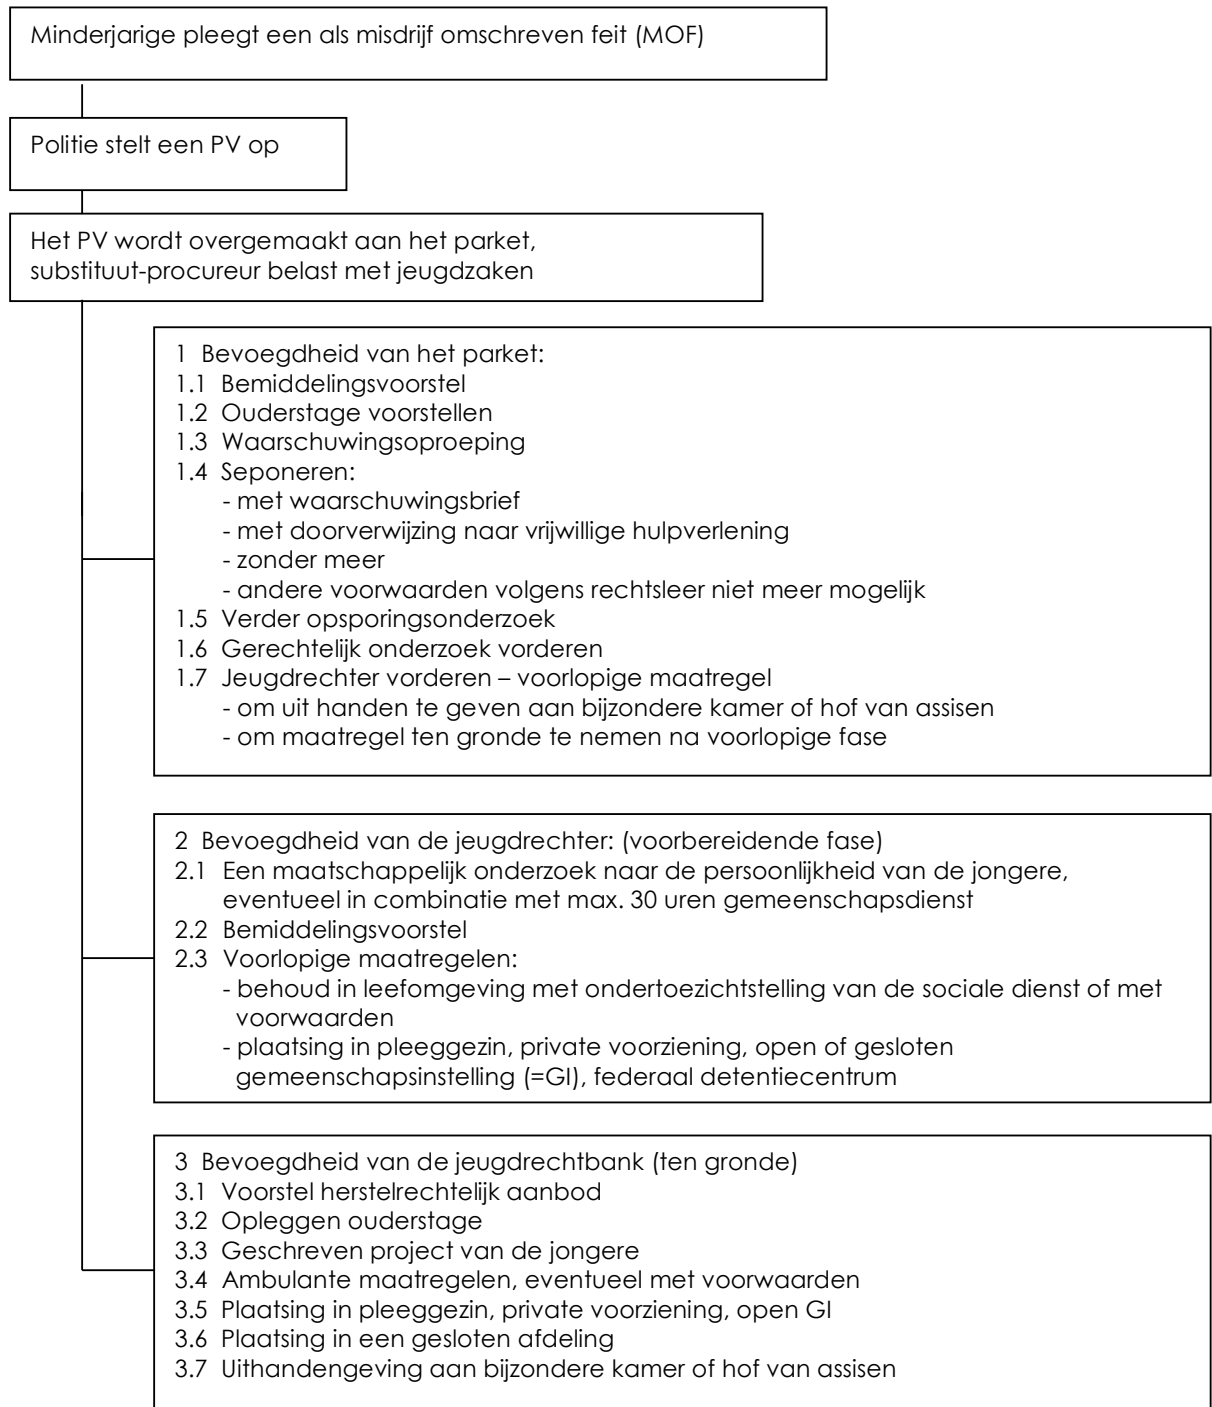 Minderjarige pleegt een als misdrijf omschreven feit (MOF)
Politie stelt een PV op
Het PV wordt overgemaakt aan het parket,
substituut-procureur belast met jeugdzaken
1 Bevoegdheid van het parket:
1.1 Bemiddelingsvoorstel
1.2 Ouderstage voorstellen
1.3 Waarschuwingsoproeping
1.4 Seponeren:
- met waarschuwingsbrief
- met doorverwijzing naar vrijwillige hulpverlening
- zonder meer
- andere voorwaarden volgens rechtsleer niet meer mogelijk
1.5 Verder opsporingsonderzoek
1.6 Gerechtelijk onderzoek vorderen
1.7 Jeugdrechter vorderen – voorlopige maatregel
- om uit handen te geven aan bijzondere kamer of hof van assisen
- om maatregel ten gronde te nemen na voorlopige fase
2 Bevoegdheid van de jeugdrechter: (voorbereidende fase)
2.1 Een maatschappelijk onderzoek naar de persoonlijkheid van de jongere,
eventueel in combinatie met max. 30 uren gemeenschapsdienst
2.2 Bemiddelingsvoorstel
2.3 Voorlopige maatregelen:
- behoud in leefomgeving met ondertoezichtstelling van de sociale dienst of met
voorwaarden
- plaatsing in pleeggezin, private voorziening, open of gesloten
gemeenschapsinstelling (=GI), federaal detentiecentrum
3 Bevoegdheid van de jeugdrechtbank (ten gronde)
3.1 Voorstel herstelrechtelijk aanbod
3.2 Opleggen ouderstage
3.3 Geschreven project van de jongere
3.4 Ambulante maatregelen, eventueel met voorwaarden
3.5 Plaatsing in pleeggezin, private voorziening, open GI
3.6 Plaatsing in een gesloten afdeling
3.7 Uithandengeving aan bijzondere kamer of hof van assisen